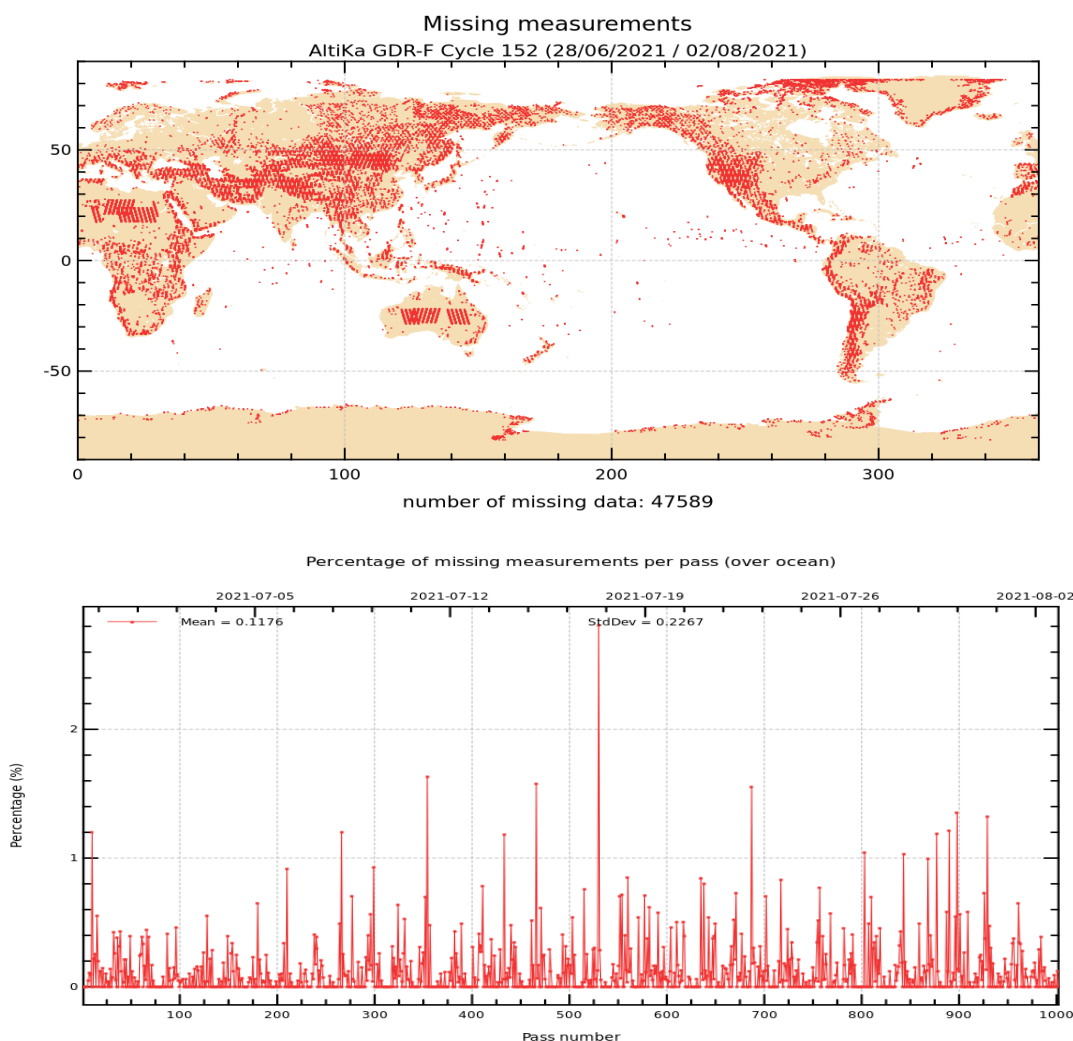 Missing measurements
AltiKa GDR-F Cycle 152 (28/06/2021 / 02/08/2021)
50
0
-50
0 100 200 300
number of missing data: 47589
Percentage of missing measurements per pass (over ocean)
2021-07-05 2021-07-12 2021-07-19 2021-07-26 2021-08-02
Mean = 0.1176 StdDev = 0.2267
2
1
0
Percentage (%)
100 200 300 400 500 600 700 800 900 1000
Pass number